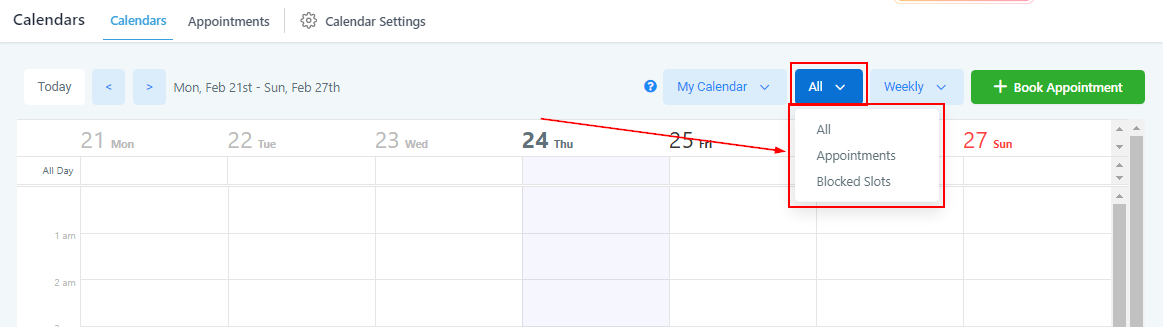 Calendars
Calendars
Appointments
Calendar Settings
Today
<
>
Mon, Feb 21st - Sun, Feb 27th
?
My Calendar
All
Weekly
+ Book Appointment
All
Appointments
Blocked Slots
21 Mon
22 Tue
23 Wed
24 Thu
25 Fri
27 Sun
All Day
1 am
2 am